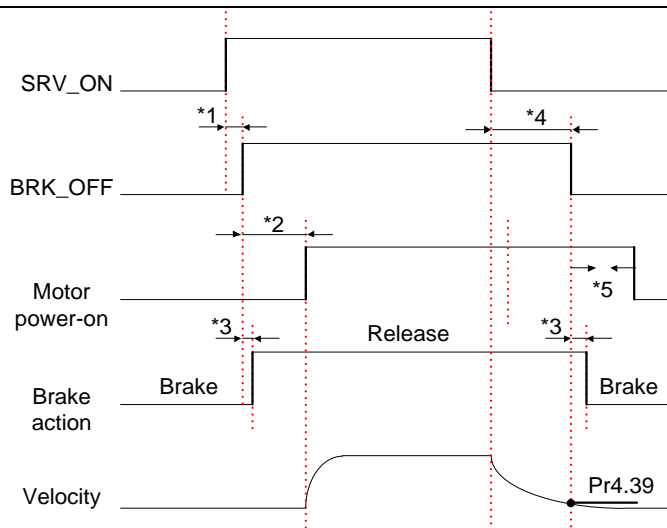 SRV_ON
*1
*4
BRK_OFF
*2
Motor
power-on
*5
*3
Release
*3
Brake
action
Brake
Brake
Velocity
Pr4.39